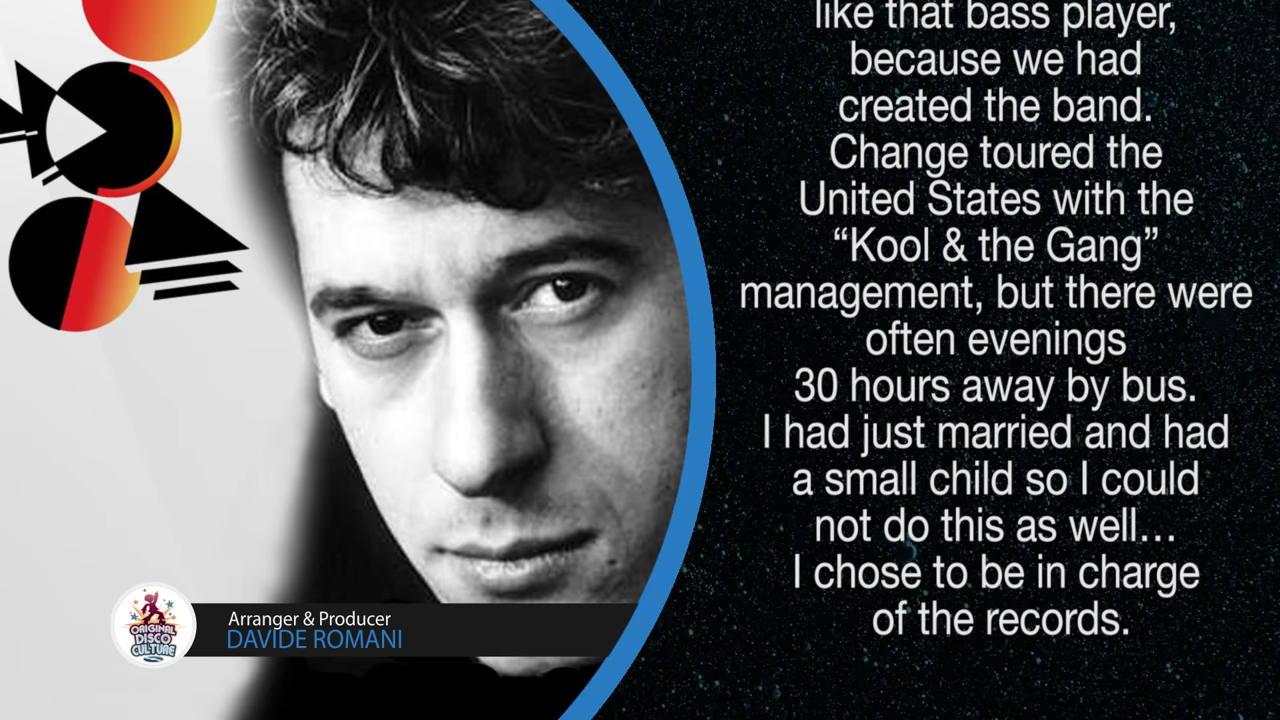 like that bass player,
because we had
created the band.
Change toured the
United States with the
“Kool & the Gang”
management, but there were
often evenings
30 hours away by bus.
I had just married and had
a small child so I could
not do this as well…
I chose to be in charge
of the records.
Arranger & Producer
DAVIDE ROMANI
ORIGINAL
DISCO
CULTURE